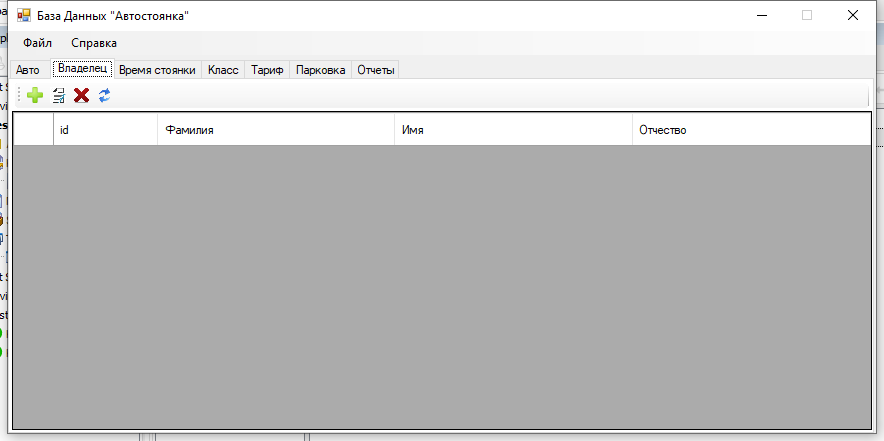 База Данных "Автостоянка"
Файл Справка
Авто Владелец Время стоянки Класс Тариф Парковка Отчеты
id Фамилия Имя Отчество